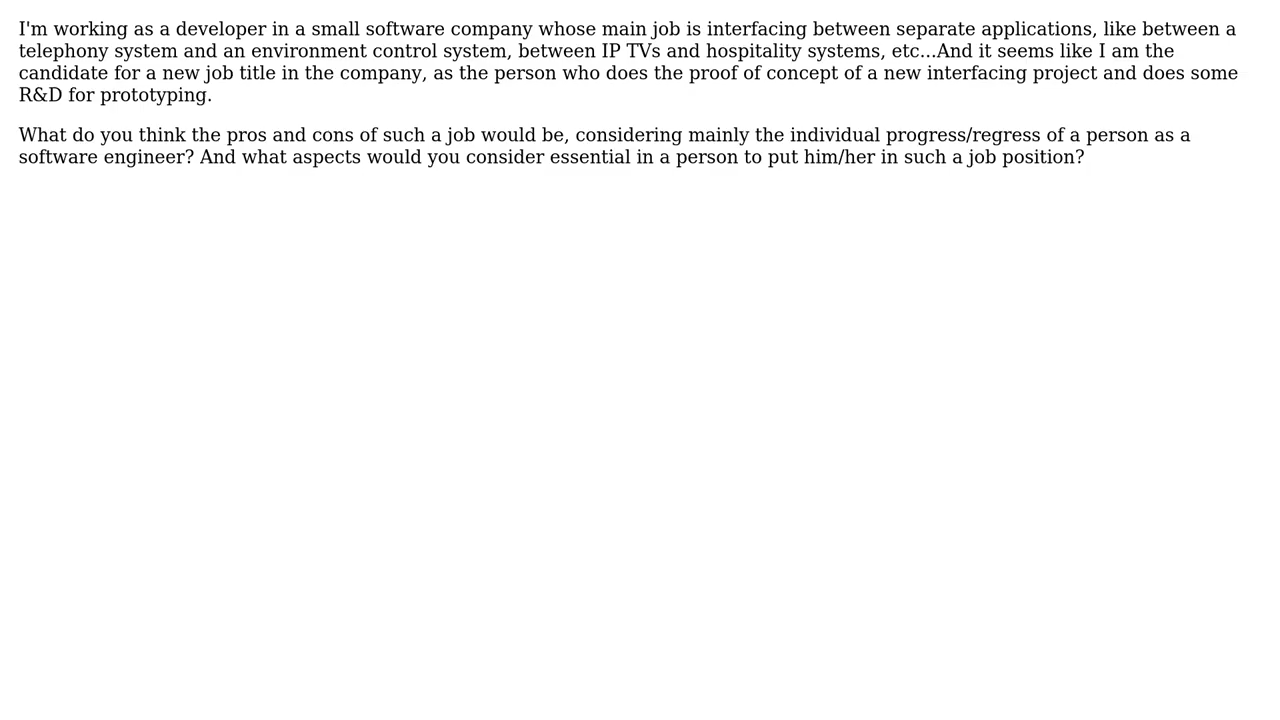 I'm working as a developer in a small software company whose main job is interfacing between separate applications, like between a
telephony system and an environment control system, between IP TVs and hospitality systems, etc...And it seems like I am the
candidate for a new job title in the company, as the person who does the proof of concept of a new interfacing project and does some
R&D for prototyping.
What do you think the pros and cons of such a job would be, considering mainly the individual progress/regress of a person as a
software engineer? And what aspects would you consider essential in a person to put him/her in such a job position?